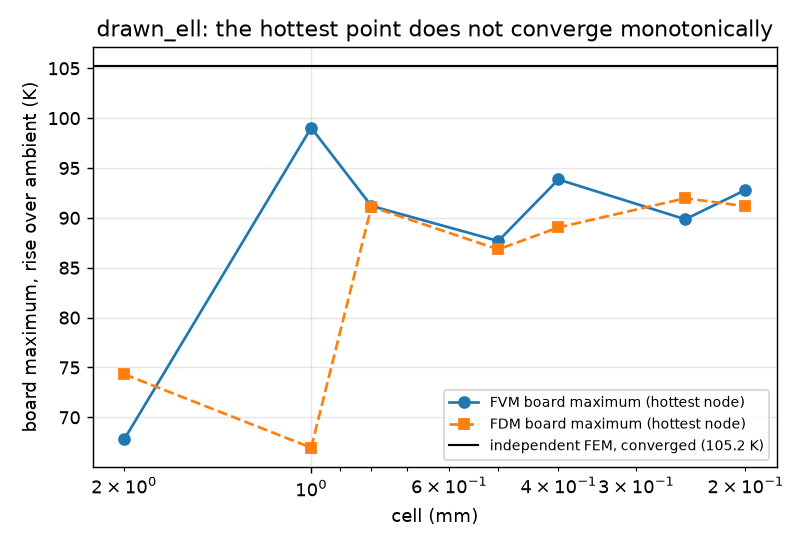 drawn_ell: the hottest point does not converge monotonically
board maximum, rise over ambient (K)
105
100
95
90
85
80
75
70
FVM board maximum (hottest node)
FDM board maximum (hottest node)
independent FEM, converged (105.2 K)
2 × 10⁰
10⁰
6 × 10⁻¹
4 × 10⁻¹
3 × 10⁻¹
2 × 10⁻¹
cell (mm)